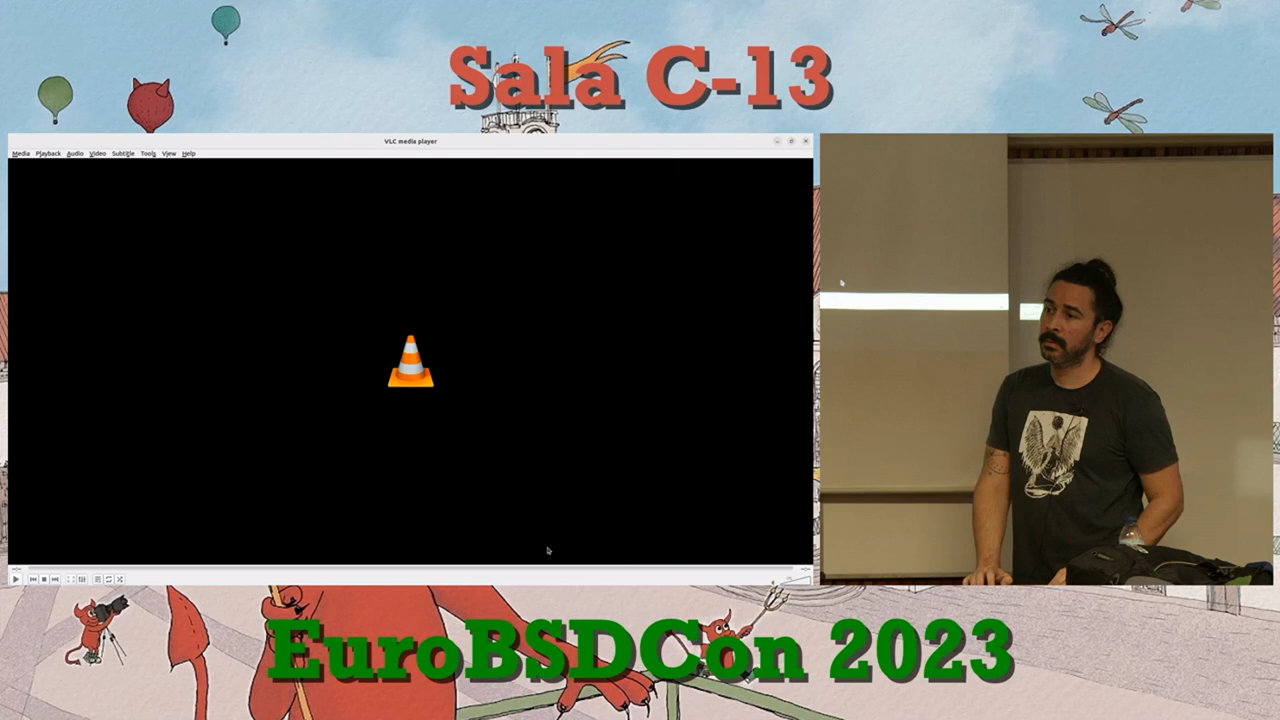 Sala C-13
VLC media player
Media Playback Audio Video Subtitle Tools View Help
EuroBSDCon 2023